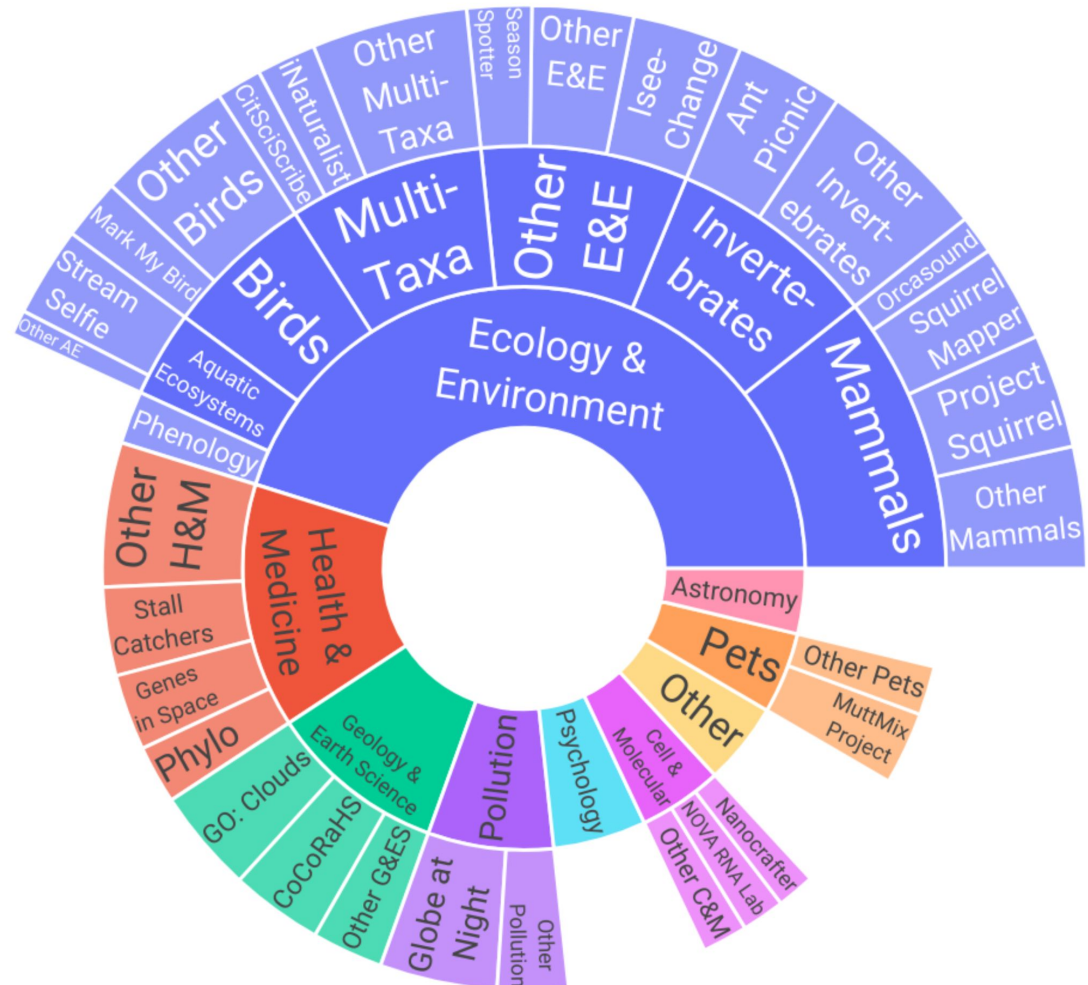 Ecology &
Environment
Mammals
Other
Mammals
Project
Squirrel
Squirrel
Mapper
Orcasound
Inverte-
brates
Other
Invert-
ebrates
Ant
Picnic
Other
E&E
Isee-
Change
Other
E&E
Season
Spotter
Multi-
Taxa
Other
Multi-
Taxa
iNaturalist
CitSciScribe
Birds
Other
Birds
Mark My Bird
Aquatic
Ecosystems
Stream
Selfie
Other AE
Phenology
Health &
Medicine
Other
H&M
Stall
Catchers
Genes
in Space
Phylo
Geology &
Earth Science
GO: Clouds
CoCoRaHS
Other G&ES
Pollution
Globe at
Night
Other
Pollution
Psychology
Cell &
Molecular
Other C&M
NOVA RNA Lab
Nanocrafter
Other
Pets
MuttMix
Project
Other Pets
Astronomy